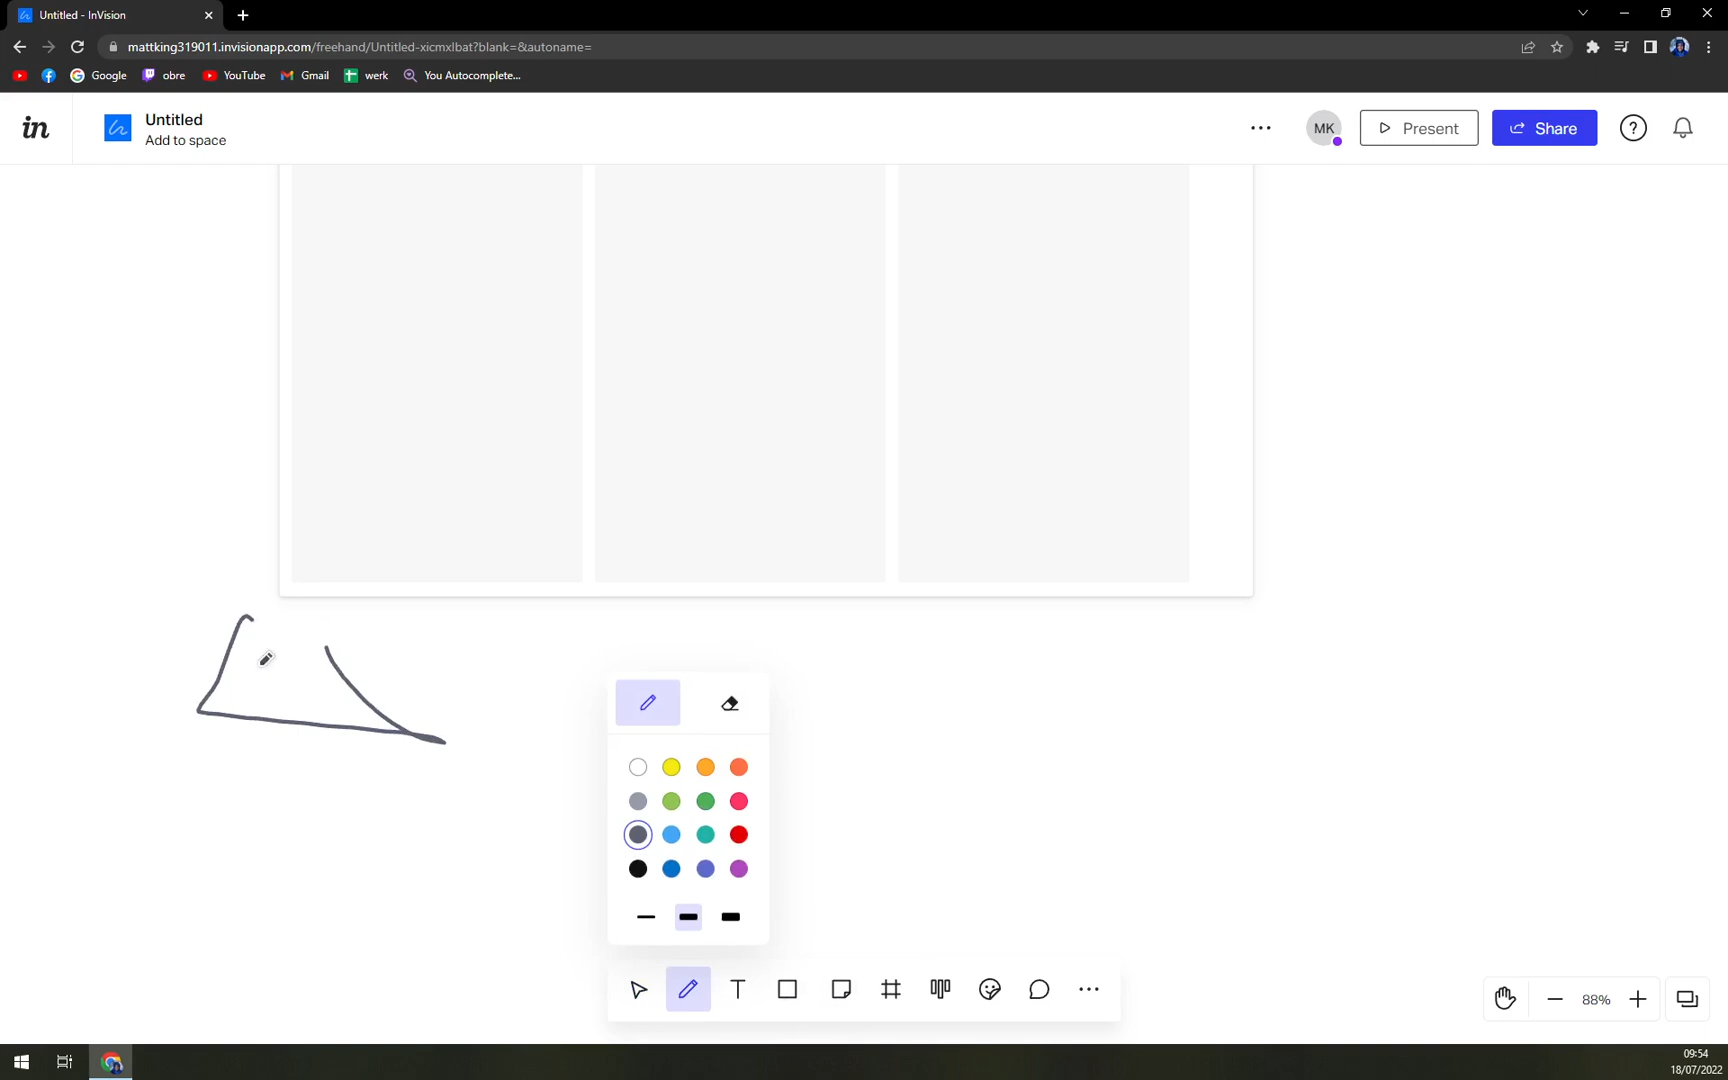 Untitled - InVision
mattking319011.invisionapp.com/freehand/Untitled-xicmxlbat?blank=&autoname=
Google obre YouTube Gmail werk You Autocomplete...
in
Untitled
Add to space
MK Present Share ?
T
88%
09:54
18/07/2022